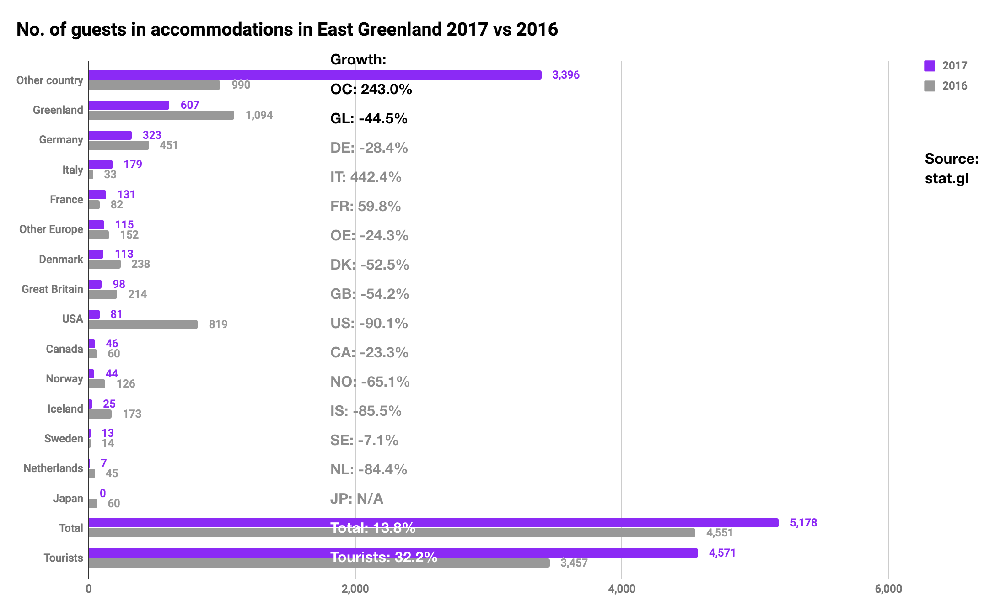 No. of guests in accommodations in East Greenland 2017 vs 2016
Growth:
2017
2016
Source:
stat.gl
Other country
3,396
990
OC: 243.0%
Greenland
607
1,094
GL: -44.5%
Germany
323
451
DE: -28.4%
Italy
179
33
IT: 442.4%
France
131
82
FR: 59.8%
Other Europe
115
152
OE: -24.3%
Denmark
113
238
DK: -52.5%
Great Britain
98
214
GB: -54.2%
USA
81
819
US: -90.1%
Canada
46
60
CA: -23.3%
Norway
44
126
NO: -65.1%
Iceland
25
173
IS: -85.5%
Sweden
13
14
SE: -7.1%
Netherlands
7
45
NL: -84.4%
Japan
0
60
JP: N/A
Total
5,178
4,551
Total: 13.8%
Tourists
4,571
3,457
Tourists: 32.2%
0
2,000
4,000
6,000